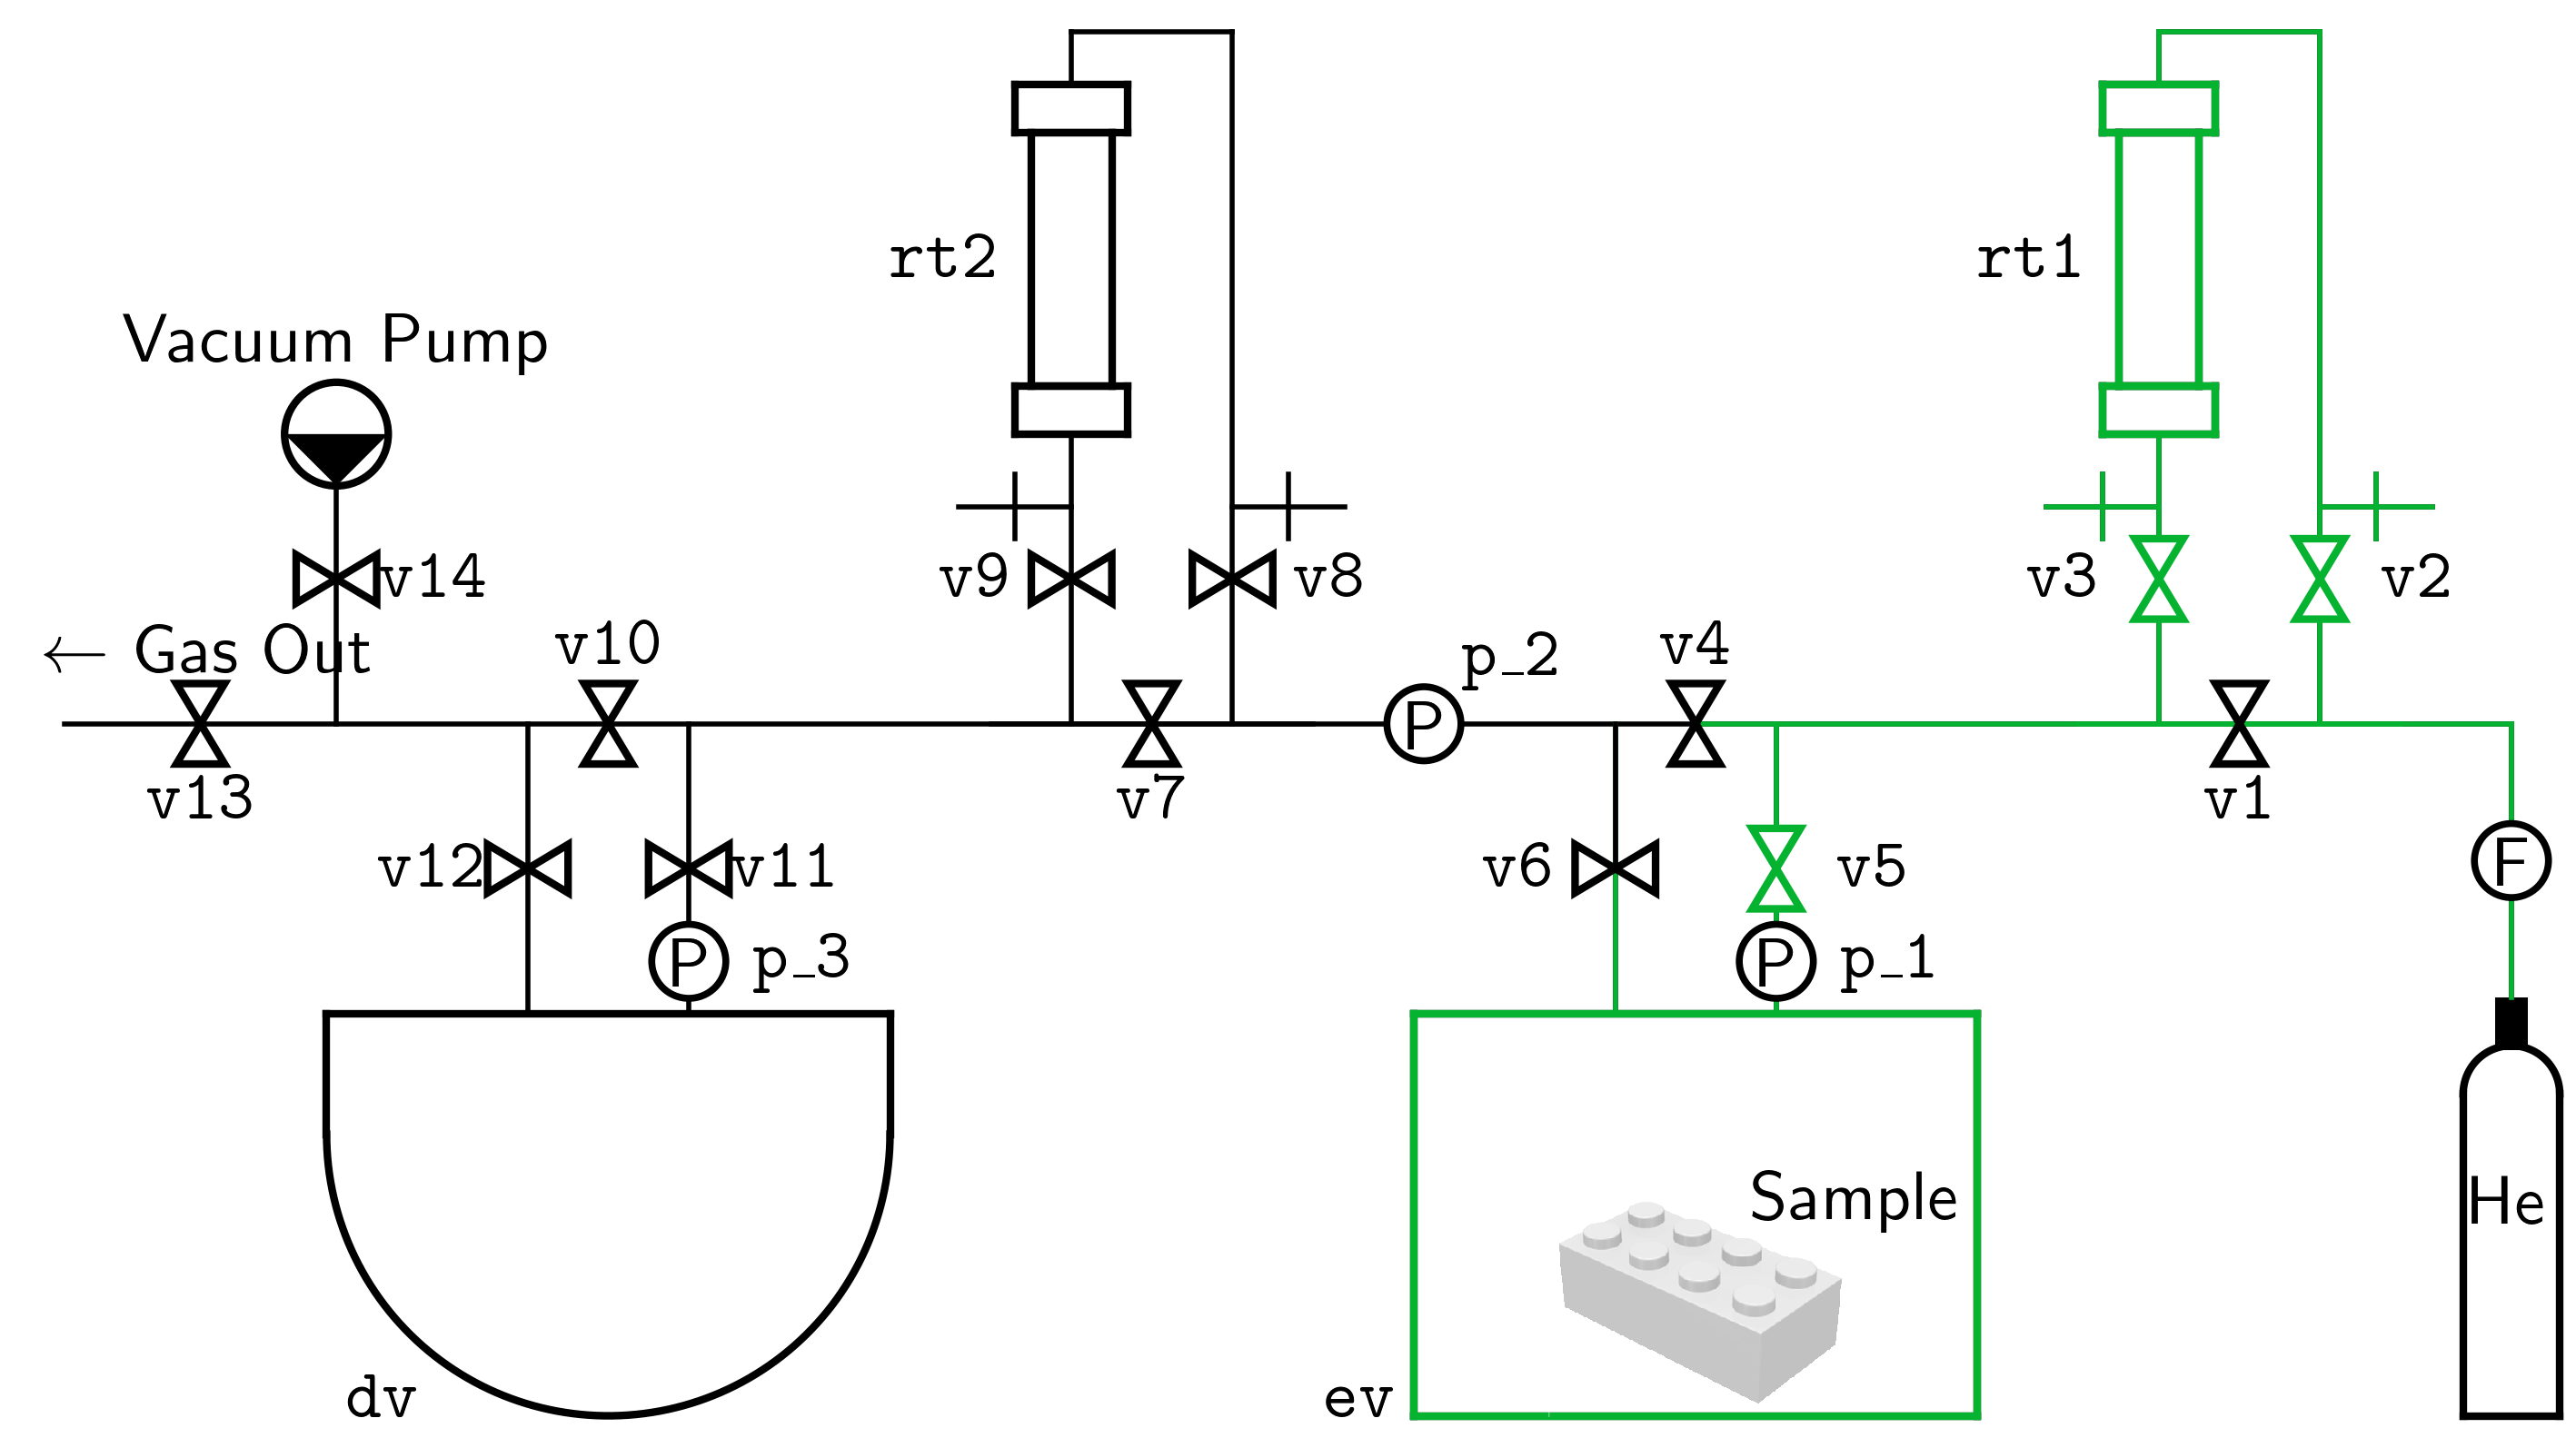 rt2
rt1
Vacuum Pump
v14
v9
v8
v3
v2
← Gas Out
v10
p_2
v4
v13
v7
v1
v12
v11
v6
v5
F
P
P
p_3
P
p_1
Sample
He
dv
ev